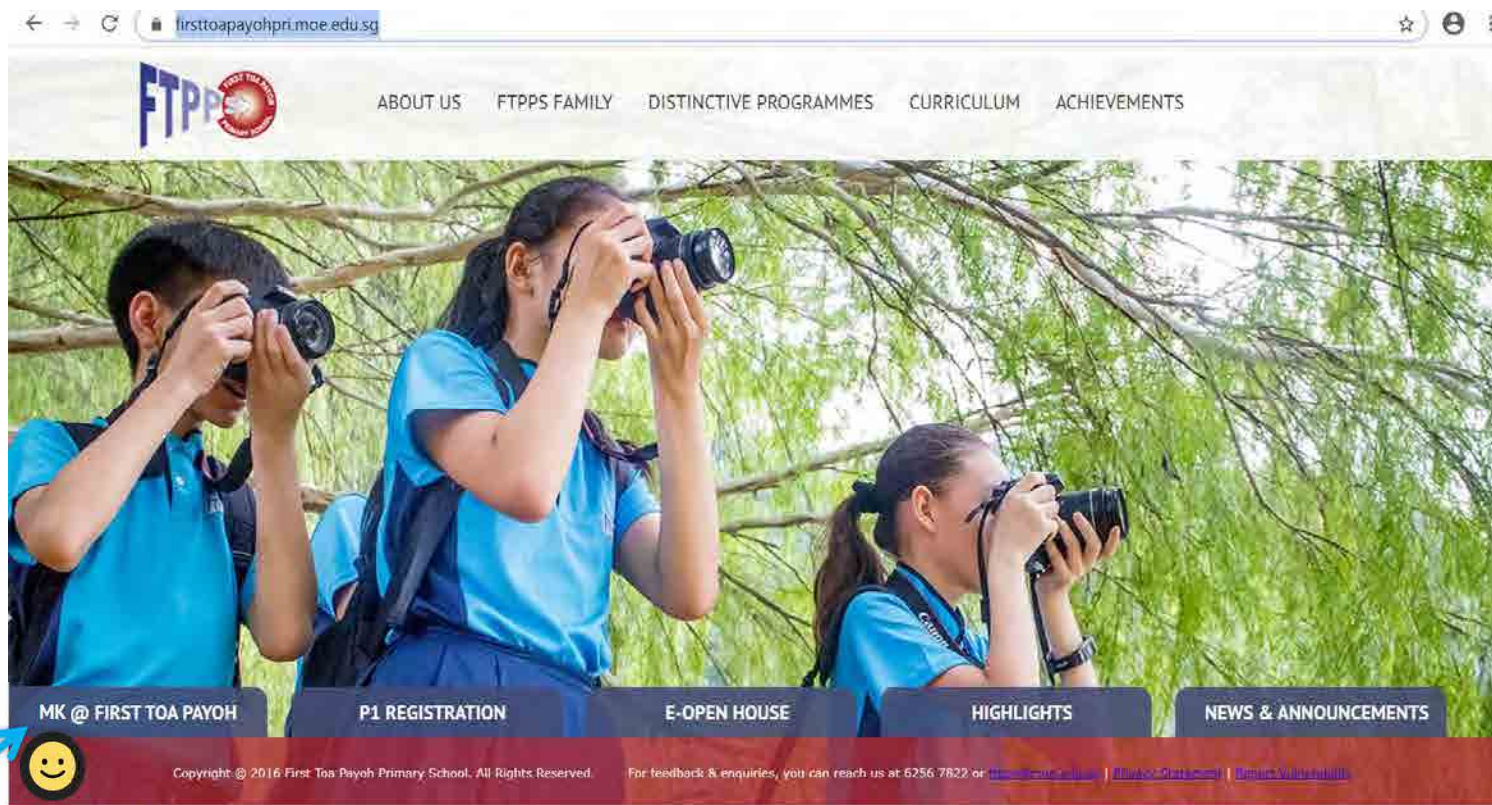 firsttoapayohpri.moe.edu.sg
FTPPS
FIRST TOA PAYOH
PRIMARY SCHOOL
ABOUT US FTPPS FAMILY DISTINCTIVE PROGRAMMES CURRICULUM ACHIEVEMENTS
MK @ FIRST TOA PAYOH P1 REGISTRATION E-OPEN HOUSE HIGHLIGHTS NEWS & ANNOUNCEMENTS
Copyright © 2016 First Toa Payoh Primary School. All Rights Reserved. For feedback & enquiries, you can reach us at 6256 7822 or | Privacy Statement | Report Vulnerability